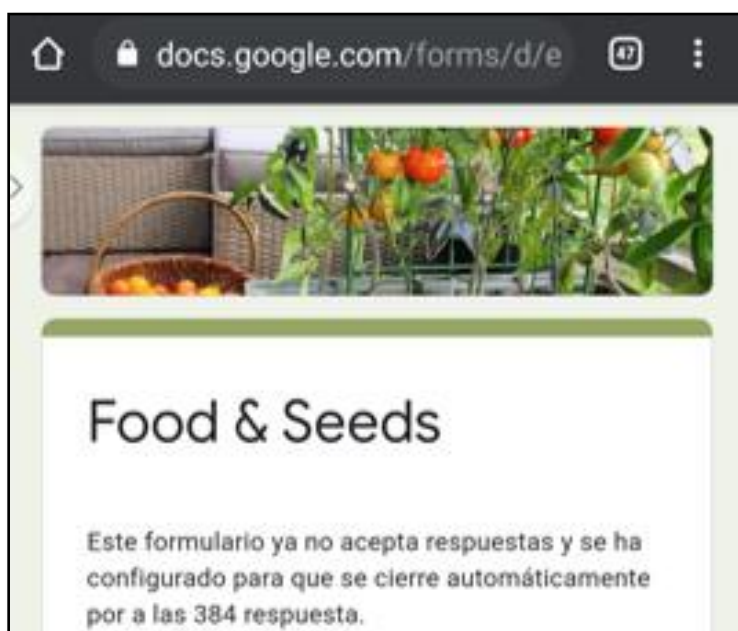 docs.google.com/forms/d/e
47
Food & Seeds
Este formulario ya no acepta respuestas y se ha
configurado para que se cierre automáticamente
por a las 384 respuesta.